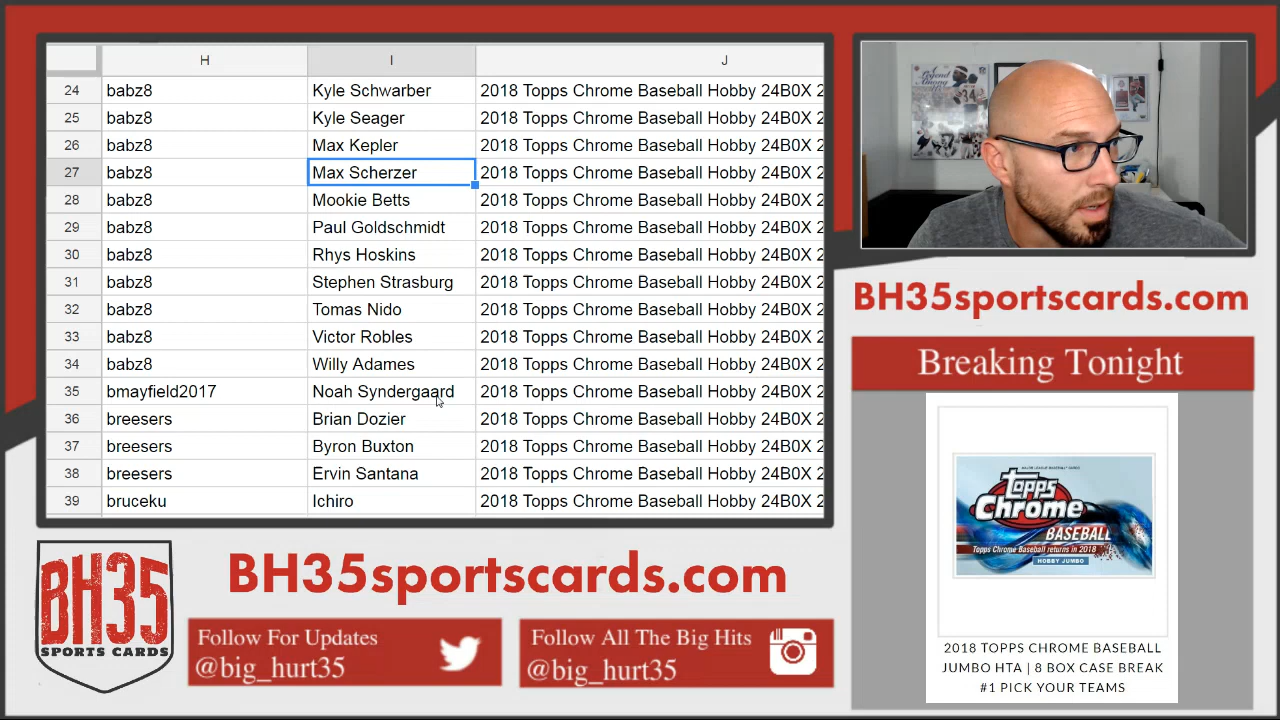 H I J
24 babz8 Kyle Schwarber 2018 Topps Chrome Baseball Hobby 24B0X 2
25 babz8 Kyle Seager 2018 Topps Chrome Baseball Hobby 24B0X 2
26 babz8 Max Kepler 2018 Topps Chrome Baseball Hobby 24B0X 2
27 babz8 Max Scherzer 2018 Topps Chrome Baseball Hobby 24B0X 2
28 babz8 Mookie Betts 2018 Topps Chrome Baseball Hobby 24B0X 2
29 babz8 Paul Goldschmidt 2018 Topps Chrome Baseball Hobby 24B0X 2
30 babz8 Rhys Hoskins 2018 Topps Chrome Baseball Hobby 24B0X 2
31 babz8 Stephen Strasburg 2018 Topps Chrome Baseball Hobby 24B0X 2
32 babz8 Tomas Nido 2018 Topps Chrome Baseball Hobby 24B0X 2
33 babz8 Victor Robles 2018 Topps Chrome Baseball Hobby 24B0X 2
34 babz8 Willy Adames 2018 Topps Chrome Baseball Hobby 24B0X 2
35 bmayfield2017 Noah Syndergaard 2018 Topps Chrome Baseball Hobby 24B0X 2
36 breesers Brian Dozier 2018 Topps Chrome Baseball Hobby 24B0X 2
37 breesers Byron Buxton 2018 Topps Chrome Baseball Hobby 24B0X 2
38 breesers Ervin Santana 2018 Topps Chrome Baseball Hobby 24B0X 2
39 bruceku Ichiro 2018 Topps Chrome Baseball Hobby 24B0X 2
BH35sportscards.com
Breaking Tonight
Topps
Chrome
BASEBALL
Topps Chrome Baseball returns in 2018
HOBBY JUMBO
2018 TOPPS CHROME BASEBALL
JUMBO HTA | 8 BOX CASE BREAK
#1 PICK YOUR TEAMS
BH35
SPORTS CARDS
BH35sportscards.com
Follow For Updates
@big_hurt35
Follow All The Big Hits
@big_hurt35